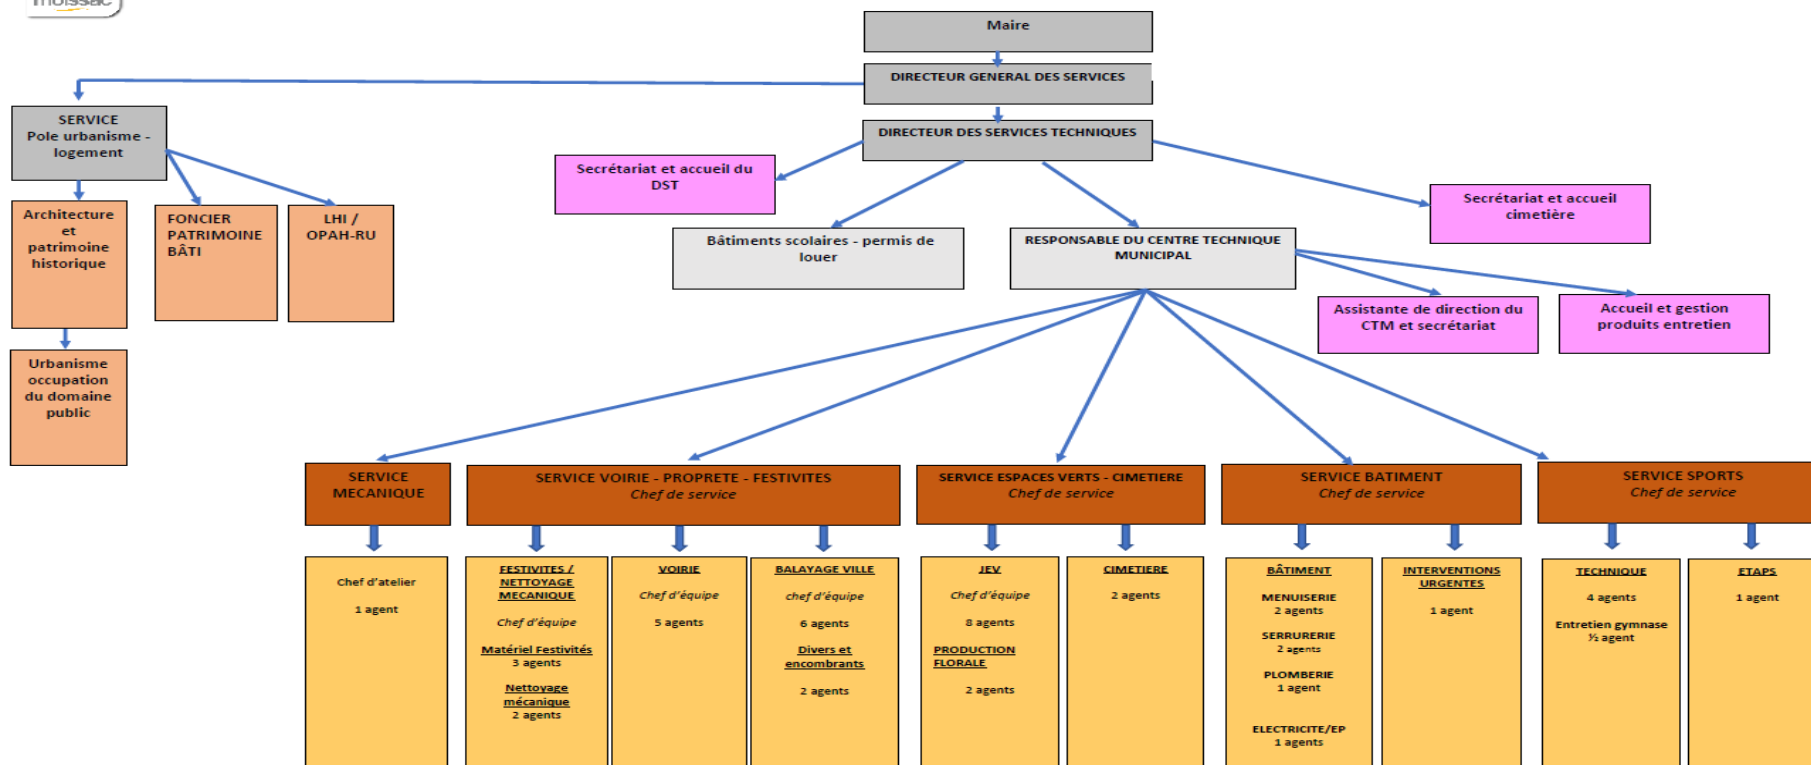 moissac
Maire
DIRECTEUR GENERAL DES SERVICES
SERVICE
Pole urbanisme -
logement
DIRECTEUR DES SERVICES TECHNIQUES
Secrétariat et accueil du
DST
Secrétariat et accueil
cimetière
Architecture
et
patrimoine
historique
FONCIER
PATRIMOINE
BÂTI
LHI /
OPAH-RU
Bâtiments scolaires - permis de
louer
RESPONSABLE DU CENTRE TECHNIQUE
MUNICIPAL
Assistante de direction du
CTM et secrétariat
Accueil et gestion
produits entretien
Urbanisme
occupation
du domaine
public
SERVICE
MECANIQUE
SERVICE VOIRIE - PROPRETE - FESTIVITES
Chef de service
SERVICE ESPACES VERTS - CIMETIERE
Chef de service
SERVICE BATIMENT
Chef de service
SERVICE SPORTS
Chef de service
Chef d'atelier
1 agent
FESTIVITES /
NETTOYAGE
MECANIQUE
Chef d'équipe
Matériel Festivités
3 agents
Nettoyage
mécanique
2 agents
VOIRIE
Chef d'équipe
5 agents
BALAYAGE VILLE
chef d'équipe
6 agents
Divers et
encombrants
2 agents
JEV
Chef d'équipe
8 agents
PRODUCTION
FLORALE
2 agents
CIMETIERE
2 agents
BÂTIMENT
MENUISERIE
2 agents
SERRURERIE
2 agents
PLOMBERIE
1 agent
ELECTRICITE/EP
1 agents
INTERVENTIONS
URGENTES
1 agent
TECHNIQUE
4 agents
Entretien gymnase
½ agent
ETAPS
1 agent